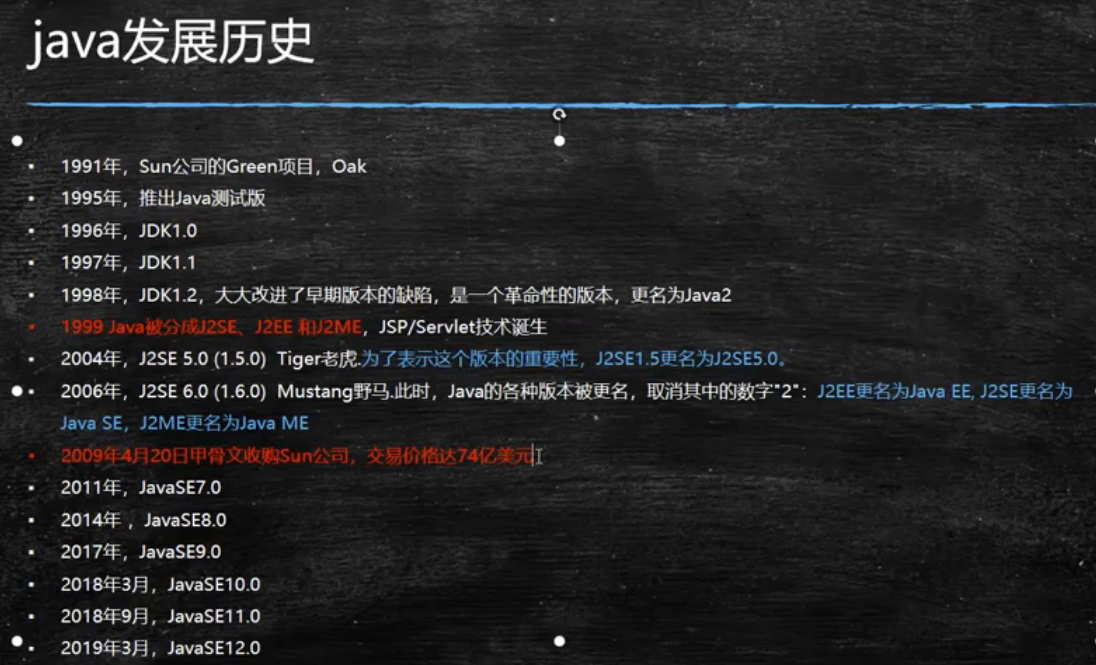 java发展历史
1991年，Sun公司的Green项目，Oak
1995年，推出Java测试版
1996年，JDK1.0
1997年，JDK1.1
1998年，JDK1.2，大大改进了早期版本的缺陷，是一个革命性的版本，更名为Java2
1999 Java被分成J2SE、J2EE 和J2ME，JSP/Servlet技术诞生
2004年，J2SE 5.0 (1.5.0)  Tiger老虎.为了表示这个版本的重要性，J2SE1.5更名为J2SE5.0。
2006年，J2SE 6.0 (1.6.0)  Mustang野马.此时，Java的各种版本被更名，取消其中的数字"2"：J2EE更名为Java EE, J2SE更名为
Java SE，J2ME更名为Java ME
2009年4月20日甲骨文收购Sun公司，交易价格达74亿美元
2011年，JavaSE7.0
2014年 ，JavaSE8.0
2017年，JavaSE9.0
2018年3月，JavaSE10.0
2018年9月，JavaSE11.0
2019年3月，JavaSE12.0